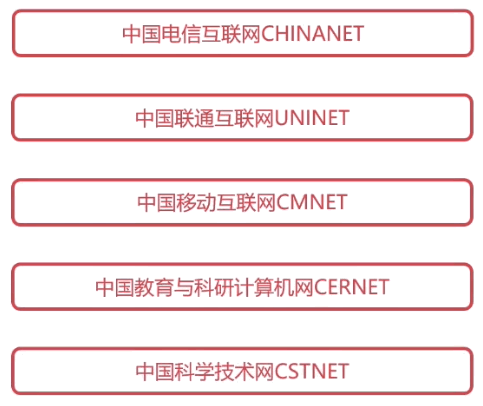 中国电信互联网CHINANET
中国联通互联网UNINET
中国移动互联网CMNET
中国教育与科研计算机网CERNET
中国科学技术网CSTNET